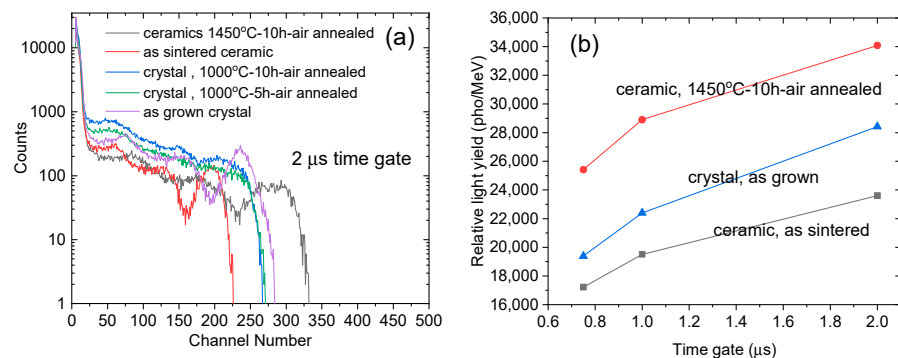 (a)
ceramics 1450°C-10h-air annealed
as sintered ceramic
crystal , 1000°C-10h-air annealed
crystal , 1000°C-5h-air annealed
as grown crystal
2 μs time gate
10000
1000
100
10
1
Counts
0 50 100 150 200 250 300 350 400 450 500
Channel Number
(b)
36,000
34,000
32,000
30,000
28,000
26,000
24,000
22,000
20,000
18,000
16,000
Relative light yield (pho/MeV)
ceramic, 1450°C-10h-air annealed
crystal, as grown
ceramic, as sintered
0.6 0.8 1.0 1.2 1.4 1.6 1.8 2.0
Time gate (μs)